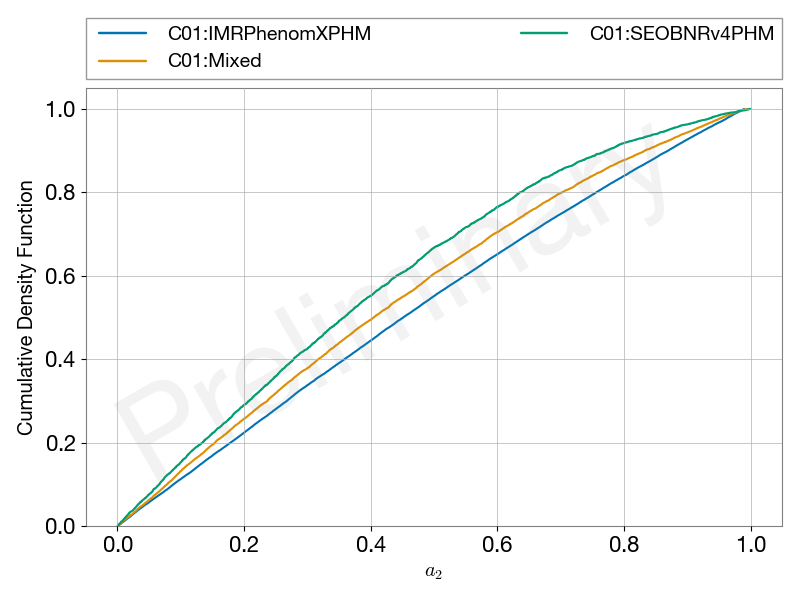 C01:IMRPhenomXPHM
C01:Mixed
C01:SEOBNRv4PHM
Preliminary
Cumulative Density Function
1.0
0.8
0.6
0.4
0.2
0.0
0.0 0.2 0.4 0.6 0.8 1.0
a₂